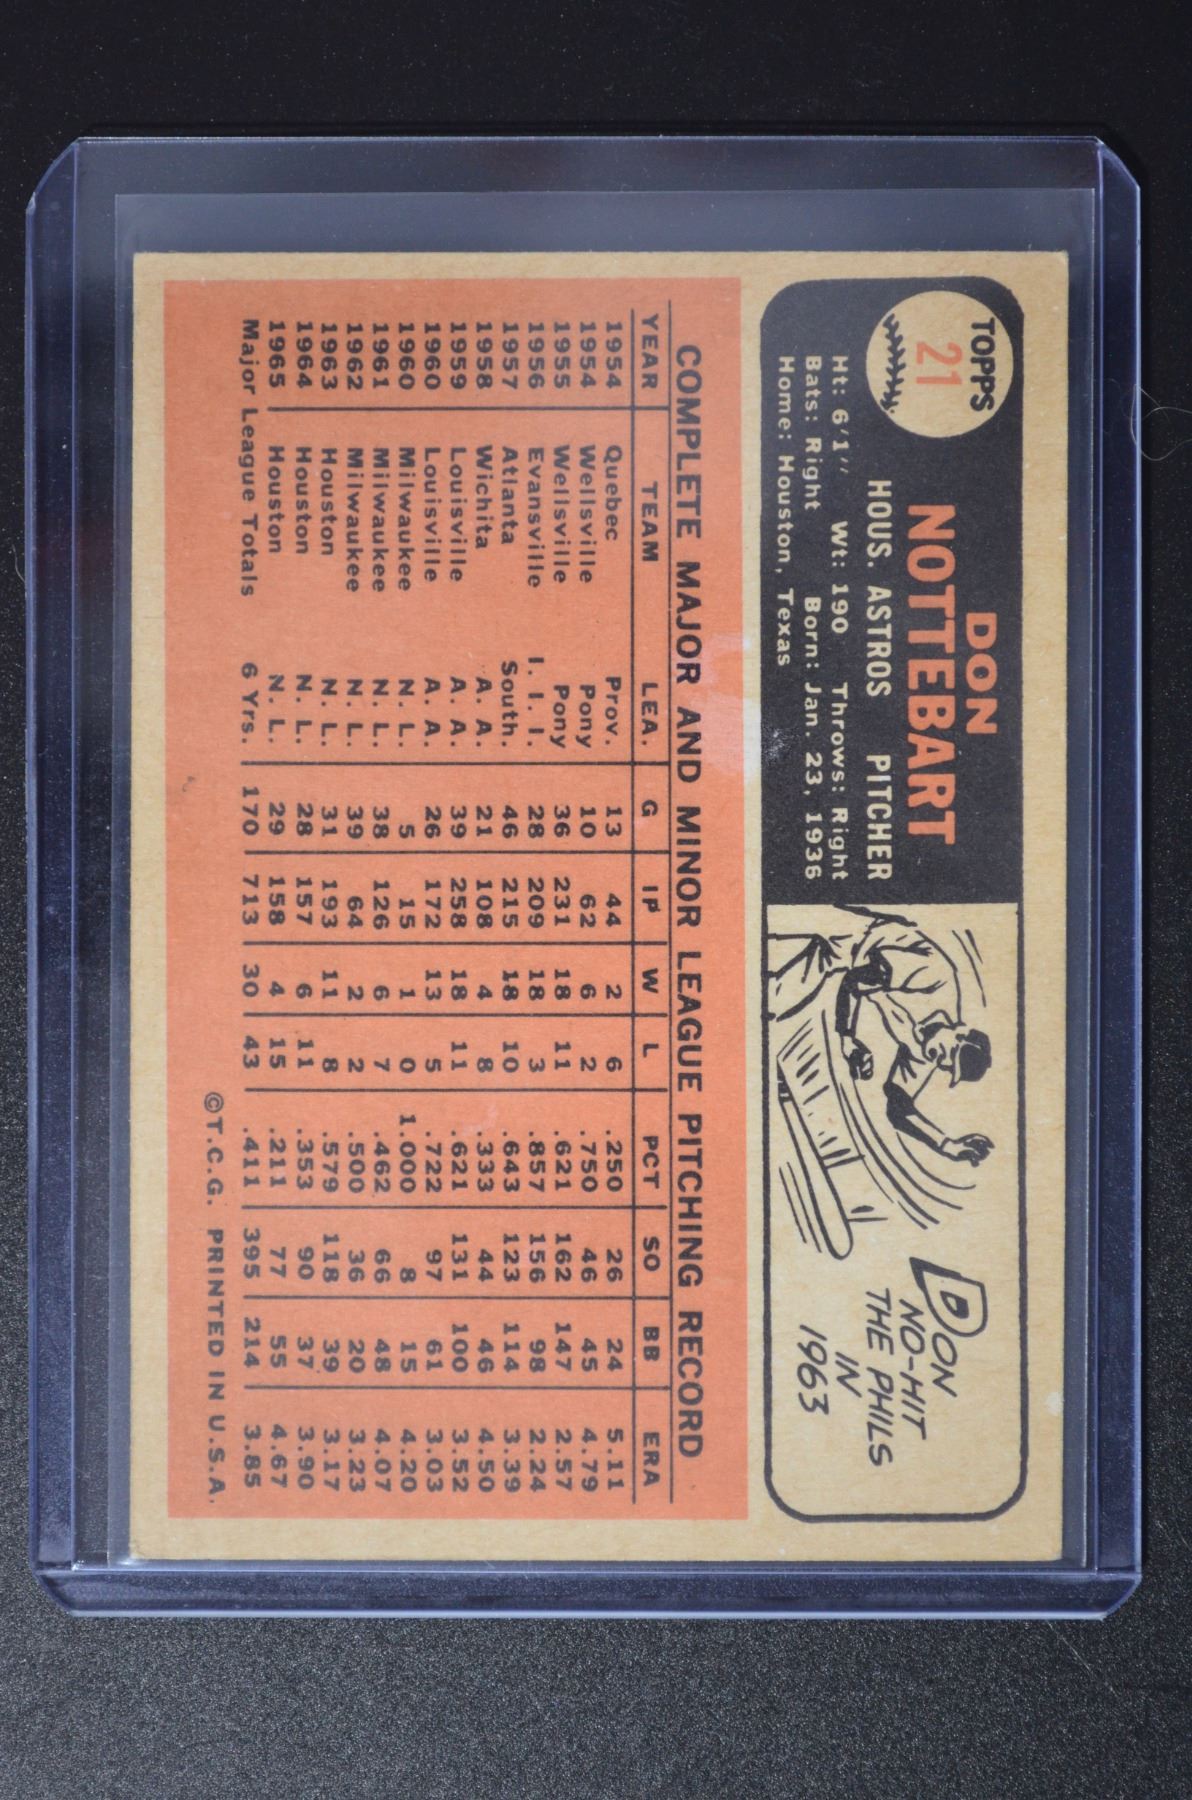 TOPPS
21
DON
NOTTEBART
HOUS. ASTROS PITCHER
Ht: 6'1" Wt: 190 Throws: Right
Bats: Right Born: Jan. 23, 1936
Home: Houston, Texas
DON
NO-HIT
THE PHILS
IN
1963
COMPLETE MAJOR AND MINOR LEAGUE PITCHING RECORD
YEAR TEAM LEA. G IP W L PCT SO BB ERA
1954 Quebec Prov. 13 44 2 6 .250 26 24 5.11
1954 Wellsville Pony 10 62 6 2 .750 46 45 4.79
1955 Wellsville Pony 36 231 18 11 .621 162 147 2.57
1956 Evansville I. I. I. 28 209 18 3 .857 156 98 2.24
1957 Atlanta South. 46 215 18 10 .643 123 114 3.39
1958 Wichita A. A. 21 108 4 8 .333 44 46 4.50
1959 Louisville A. A. 39 258 18 11 .621 131 100 3.52
1960 Louisville A. A. 26 172 13 5 .722 97 61 3.03
1960 Milwaukee N. L. 5 15 1 0 1.000 8 15 4.20
1961 Milwaukee N. L. 38 126 6 7 .462 66 48 4.07
1962 Milwaukee N. L. 39 64 2 2 .500 36 20 3.23
1963 Houston N. L. 31 193 11 8 .579 118 39 3.17
1964 Houston N. L. 28 157 6 11 .353 90 37 3.90
1965 Houston N. L. 29 158 4 15 .211 77 55 4.67
Major League Totals 6 Yrs. 170 713 30 43 .411 395 214 3.85
©T.C.G. PRINTED IN U.S.A.